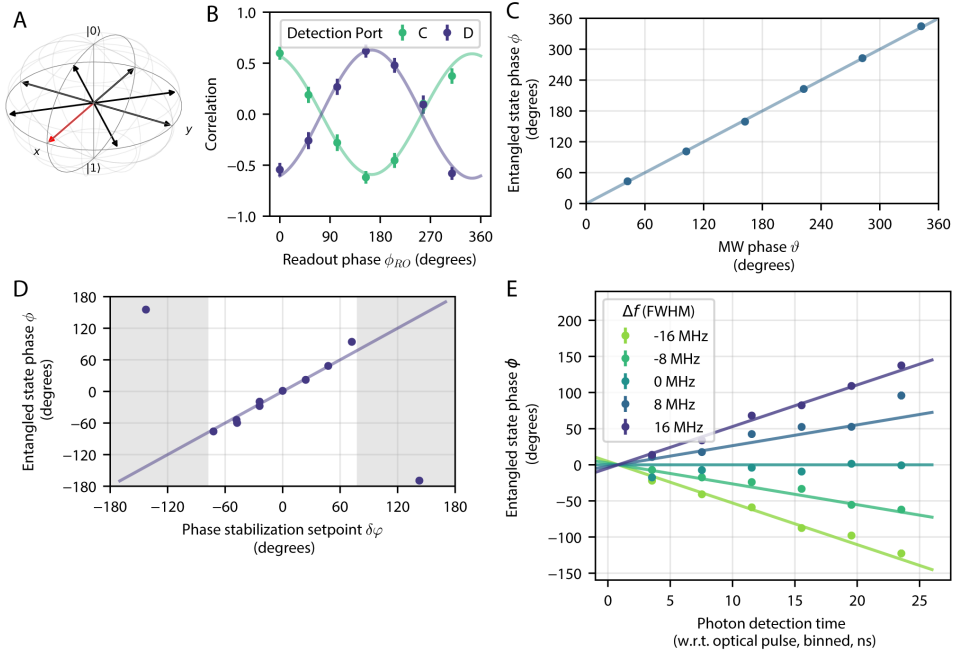 A
|0⟩
x
y
|1⟩
B
Detection Port C D
Correlation
1.0
0.5
0.0
−0.5
−1.0
0 90 180 270 360
Readout phase ϕRO (degrees)
C
Entangled state phase ϕ
(degrees)
360
300
240
180
120
60
0
0 60 120 180 240 300 360
MW phase ϑ
(degrees)
D
Entangled state phase ϕ
(degrees)
180
120
60
0
−60
−120
−180
−180 −120 −60 0 60 120 180
Phase stabilization setpoint δφ
(degrees)
E
Entangled state phase ϕ
(degrees)
200
150
100
50
0
−50
−100
−150
Δf (FWHM)
-16 MHz
-8 MHz
0 MHz
8 MHz
16 MHz
0 5 10 15 20 25
Photon detection time
(w.r.t. optical pulse, binned, ns)